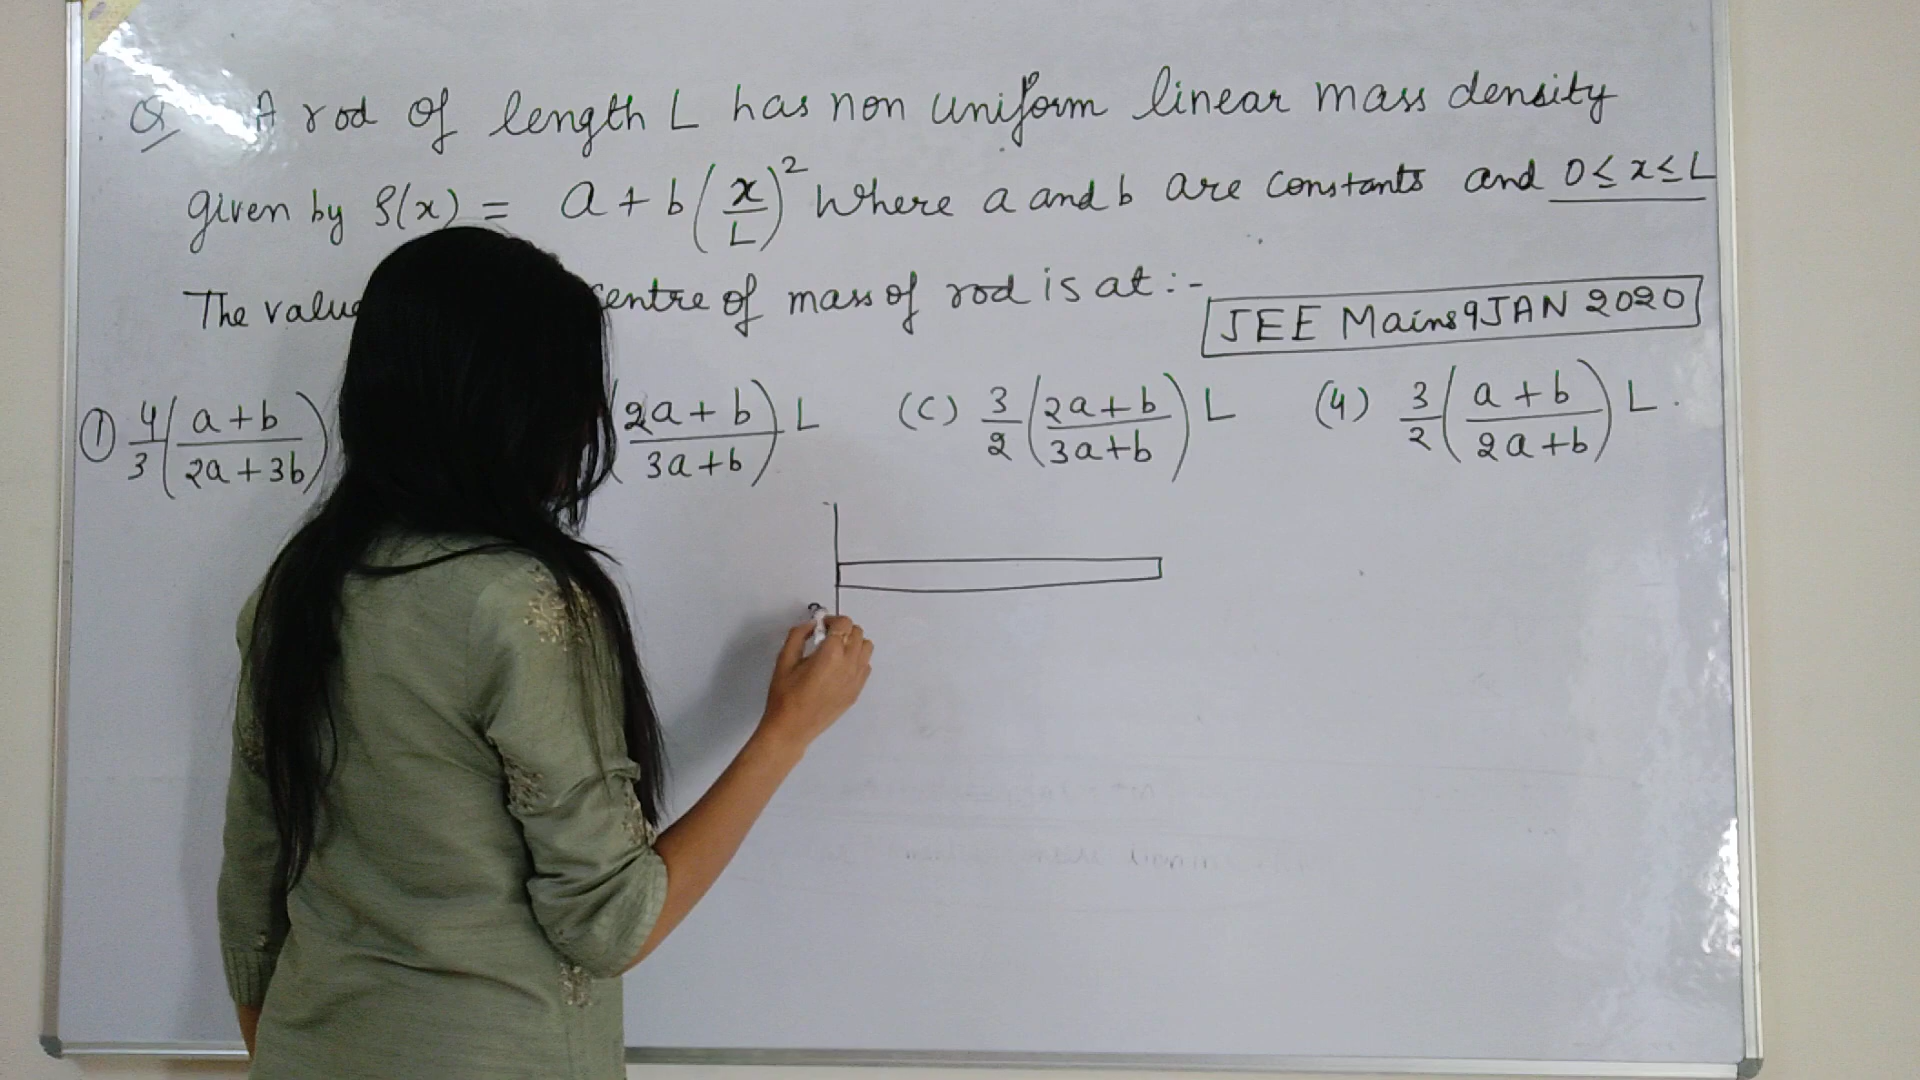 Q A rod of length L has non uniform linear mass density
given by ρ(x) = a + b (x/L)² where a and b are constants and 0 ≤ x ≤ L
The value centre of mass of rod is at :-
JEE Mains 9 JAN 2020
① 4/3 (a + b / 2a + 3b) (2a + b / 3a + b) L (C) 3/2 (2a + b / 3a + b) L (4) 3/2 (a + b / 2a + b) L .